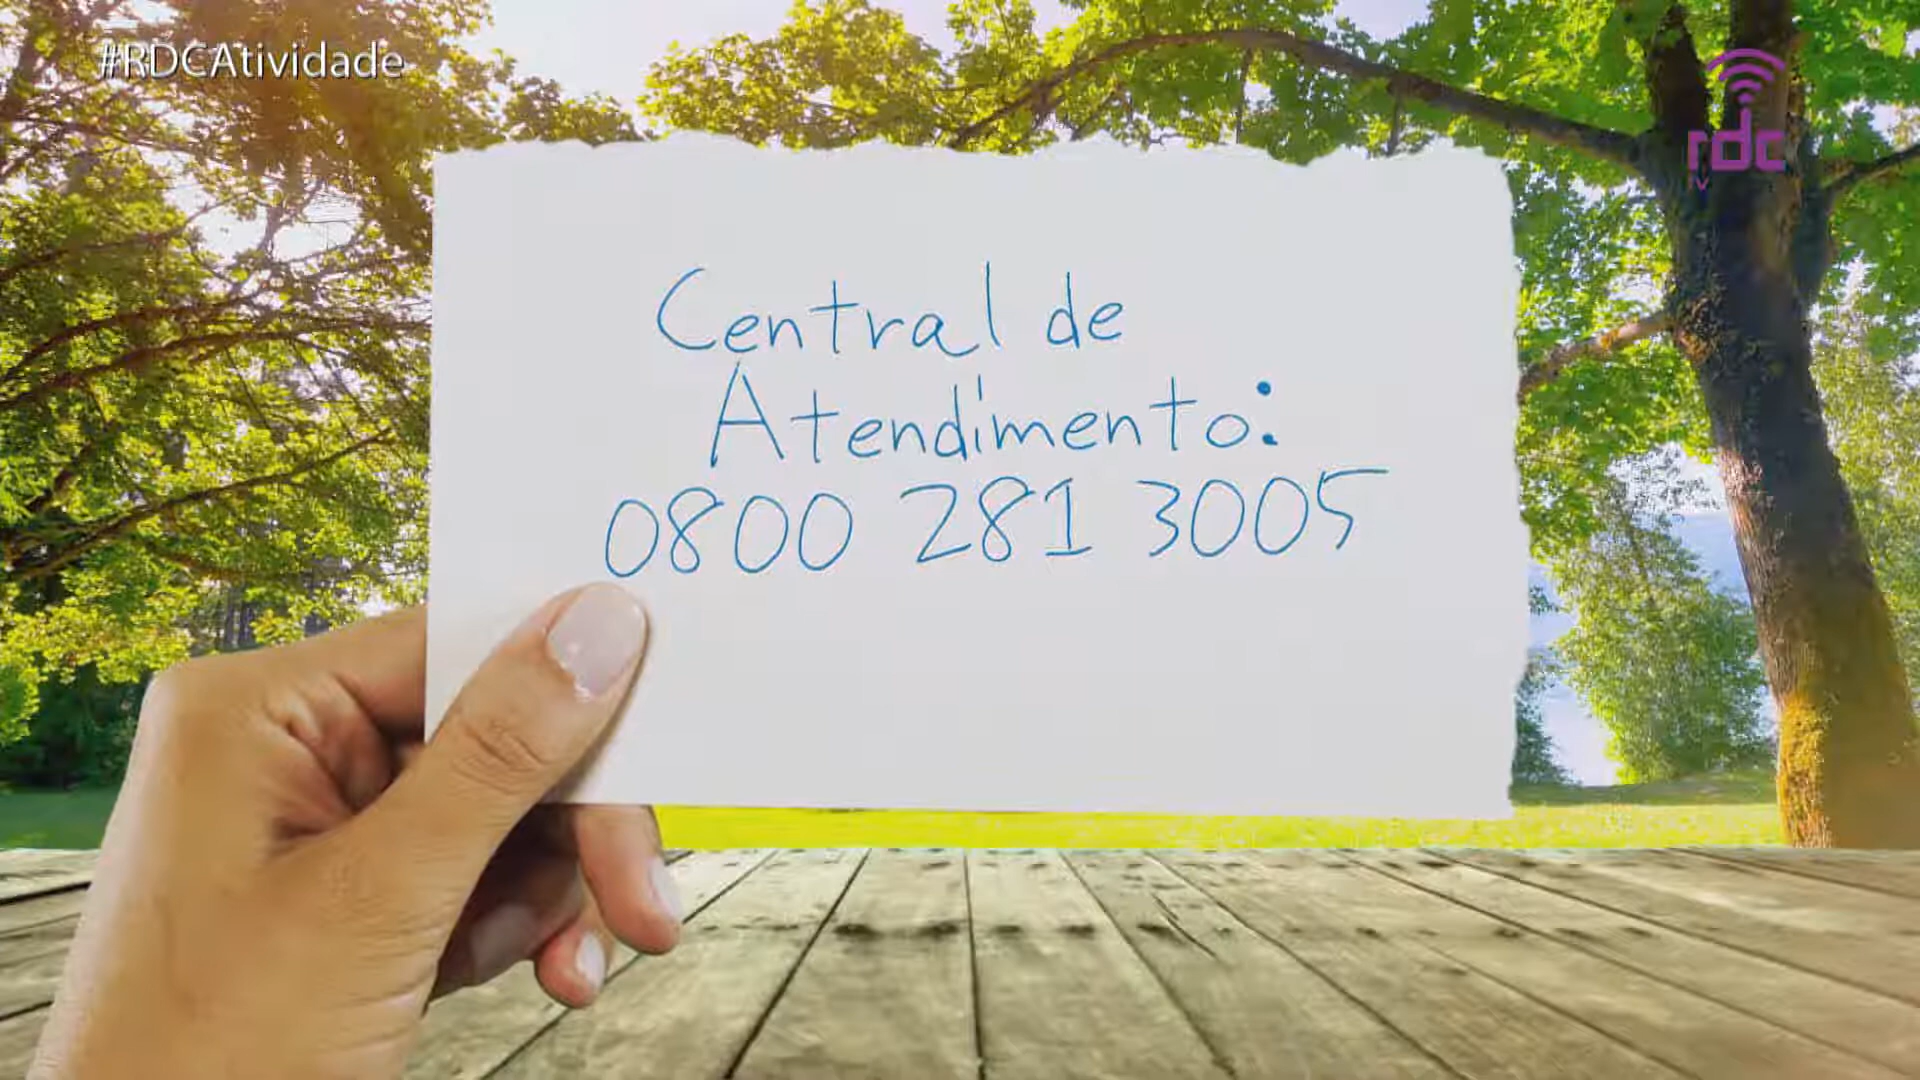 #RDCAtividade
rdc
Central de
Atendimento:
0800 281 3005